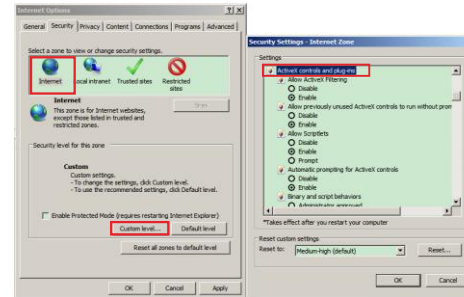 Internet Options
General Security Privacy Content Connections Programs Advanced
Select a zone to view or change security settings.
Internet Local intranet Trusted sites Restricted sites
Internet
This zone is for Internet websites,
except those listed in trusted and
restricted zones.
Sites
Security level for this zone
Custom
Custom settings.
- To change the settings, click Custom level.
- To use the recommended settings, click Default level.
Enable Protected Mode (requires restarting Internet Explorer)
Custom level... Default level
Reset all zones to default level
OK Cancel Apply
Security Settings - Internet Zone
Settings
ActiveX controls and plug-ins
Allow ActiveX Filtering
Disable
Enable
Allow previously unused ActiveX controls to run without prom
Disable
Enable
Allow Scriptlets
Disable
Enable
Prompt
Automatic prompting for ActiveX controls
Disable
Enable
Binary and script behaviors
Administrator approved
*Takes effect after you restart your computer
Reset custom settings
Reset to: Medium-high (default) Reset...
OK Cancel